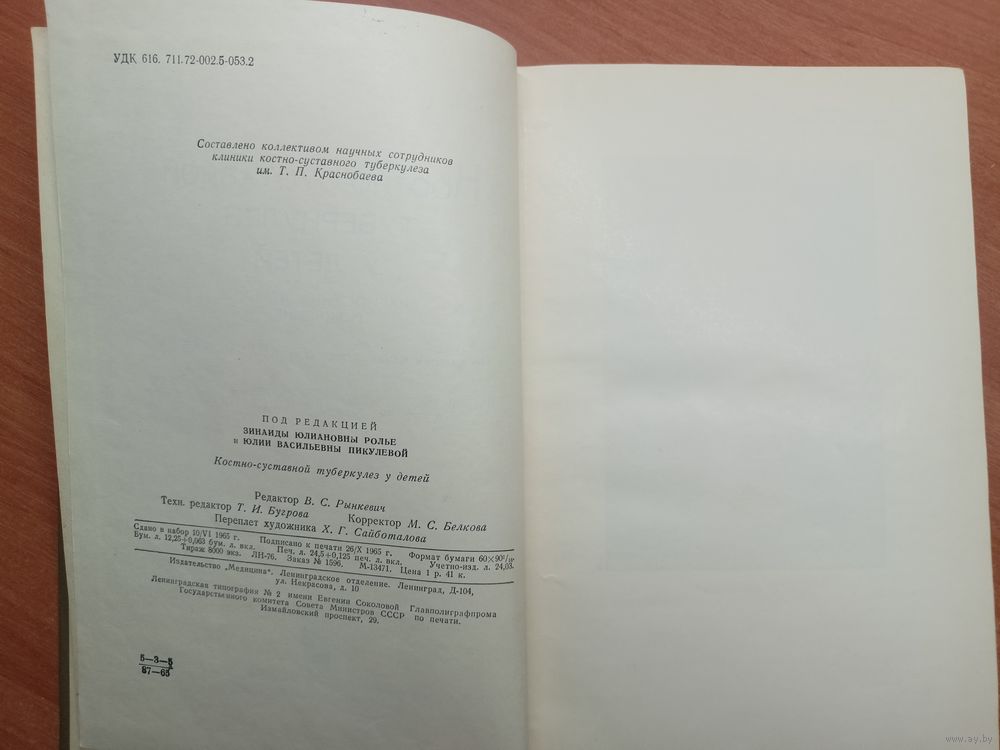 УДК 616. 711.72-002.5-053.2
Составлено коллективом научных сотрудников
клиники костно-суставного туберкулеза
им. Т. П. Краснобаева
ПОД РЕДАКЦИЕЙ
ЗИНАИДЫ ЮЛИАНОВНЫ РОЛЬЕ
и ЮЛИИ ВАСИЛЬЕВНЫ ПИКУЛЕВОЙ
Костно-суставной туберкулез у детей
Редактор В. С. Рынкевич
Техн. редактор Т. И. Бугрова Корректор М. С. Белкова
Переплет художника Х. Г. Сайботалова
Сдано в набор 10/VI 1965 г. Подписано к печати 26/X 1965 г. Формат бумаги 60×90¹/₁₆.
Бум. л. 12,25+0,063 бум. л. вкл. Печ. л. 24,5+0,125 печ. л. вкл. Учетно-изд. л. 24,03.
Тираж 8000 экз. ЛН-76. Заказ № 1596. М-13471. Цена 1 р. 41 к.
Издательство „Медицина". Ленинградское отделение. Ленинград, Д-104,
ул. Некрасова, д. 10
Ленинградская типография № 2 имени Евгении Соколовой Главполиграфпрома
Государственного комитета Совета Министров СССР по печати.
Измайловский проспект, 29.
5—3—5
87—65
www.ay.by